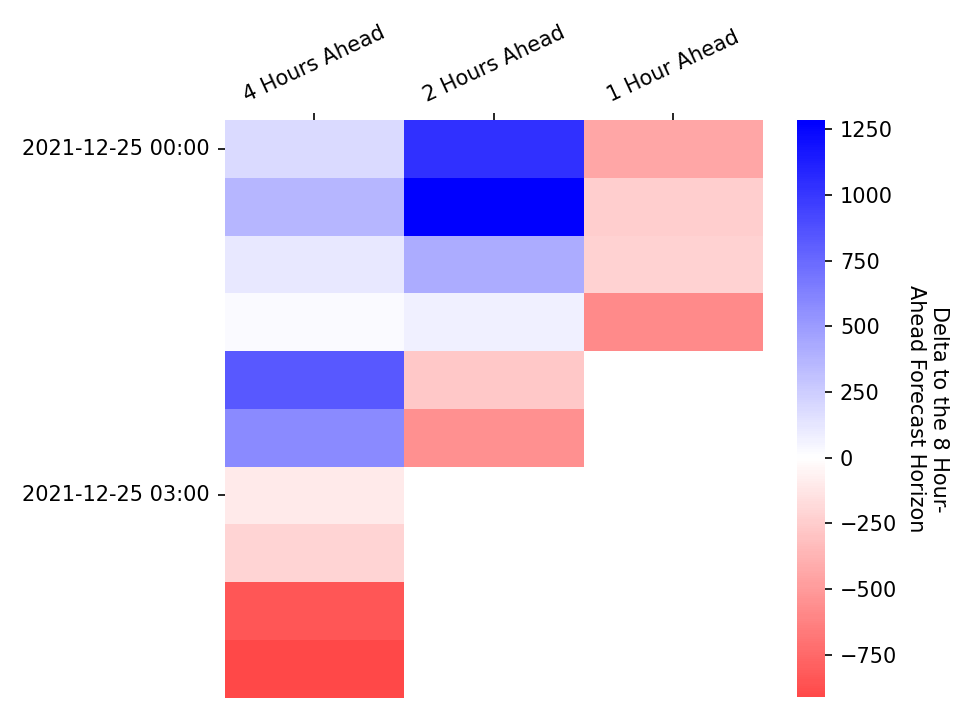 4 Hours Ahead
2 Hours Ahead
1 Hour Ahead
2021-12-25 00:00
2021-12-25 03:00
1250
1000
750
500
250
0
−250
−500
−750
Delta to the 8 Hour-
Ahead Forecast Horizon